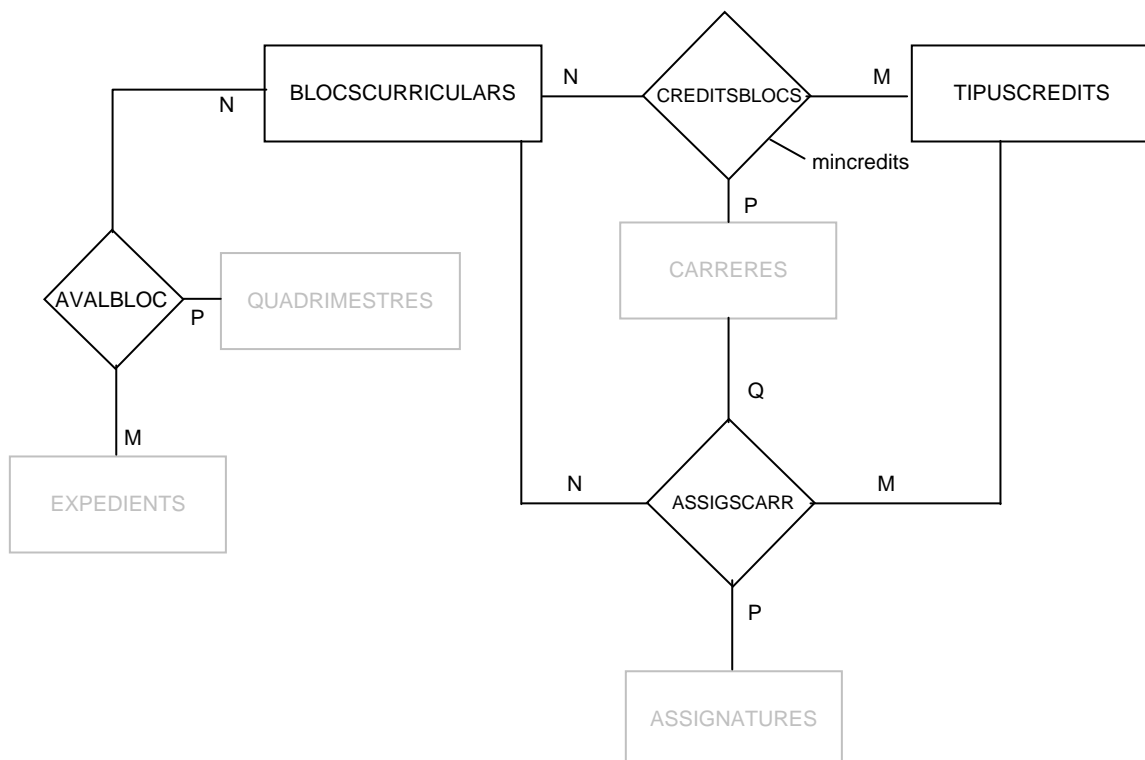 N
M
BLOCSCURRICULARS
CREDITSBLOCS
TIPUSCREDITS
N
mincredits
P
CARRERES
AVALBLOC
QUADRIMESTRES
P
Q
M
EXPEDIENTS
N
M
ASSIGSCARR
P
ASSIGNATURES